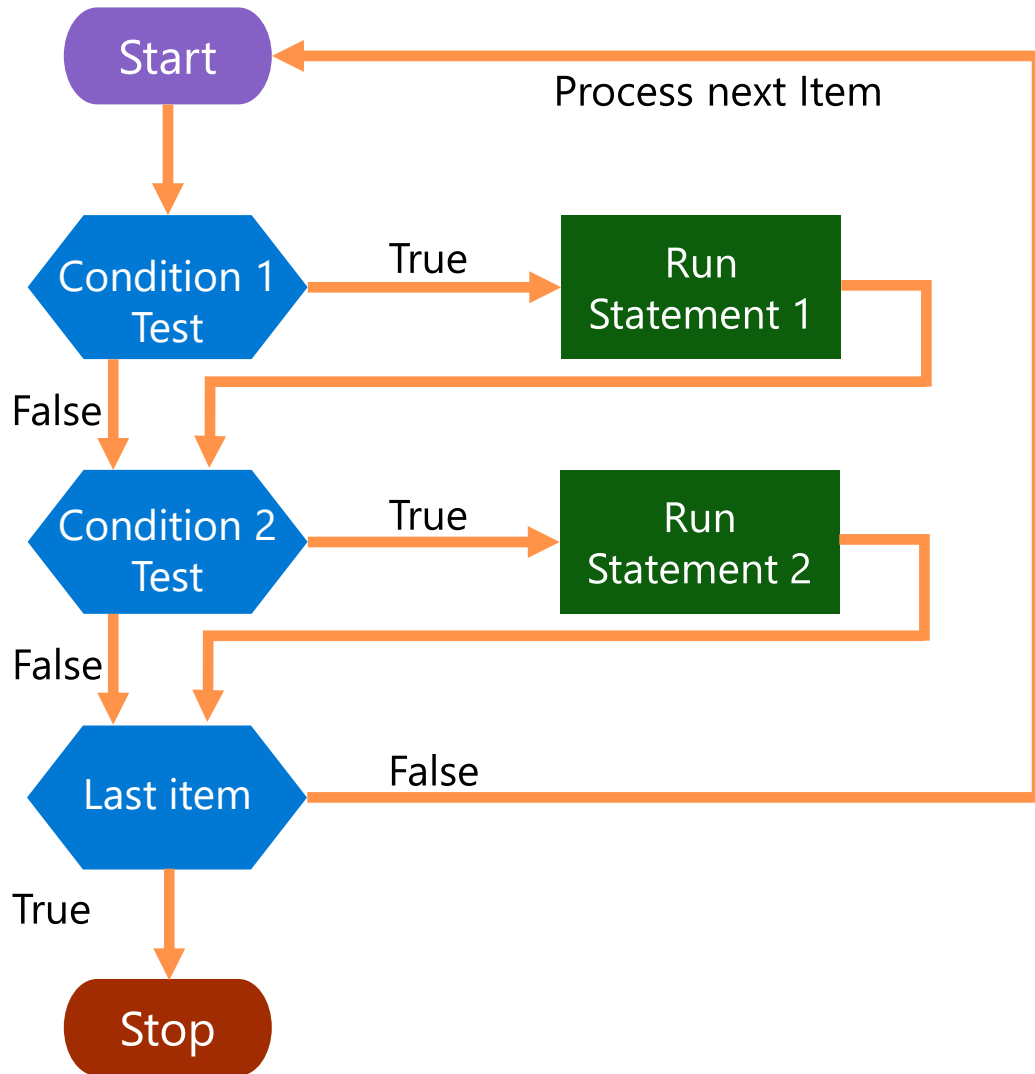 Start
Process next Item
Condition 1
Test
True
Run
Statement 1
False
Condition 2
Test
True
Run
Statement 2
False
Last item
False
True
Stop